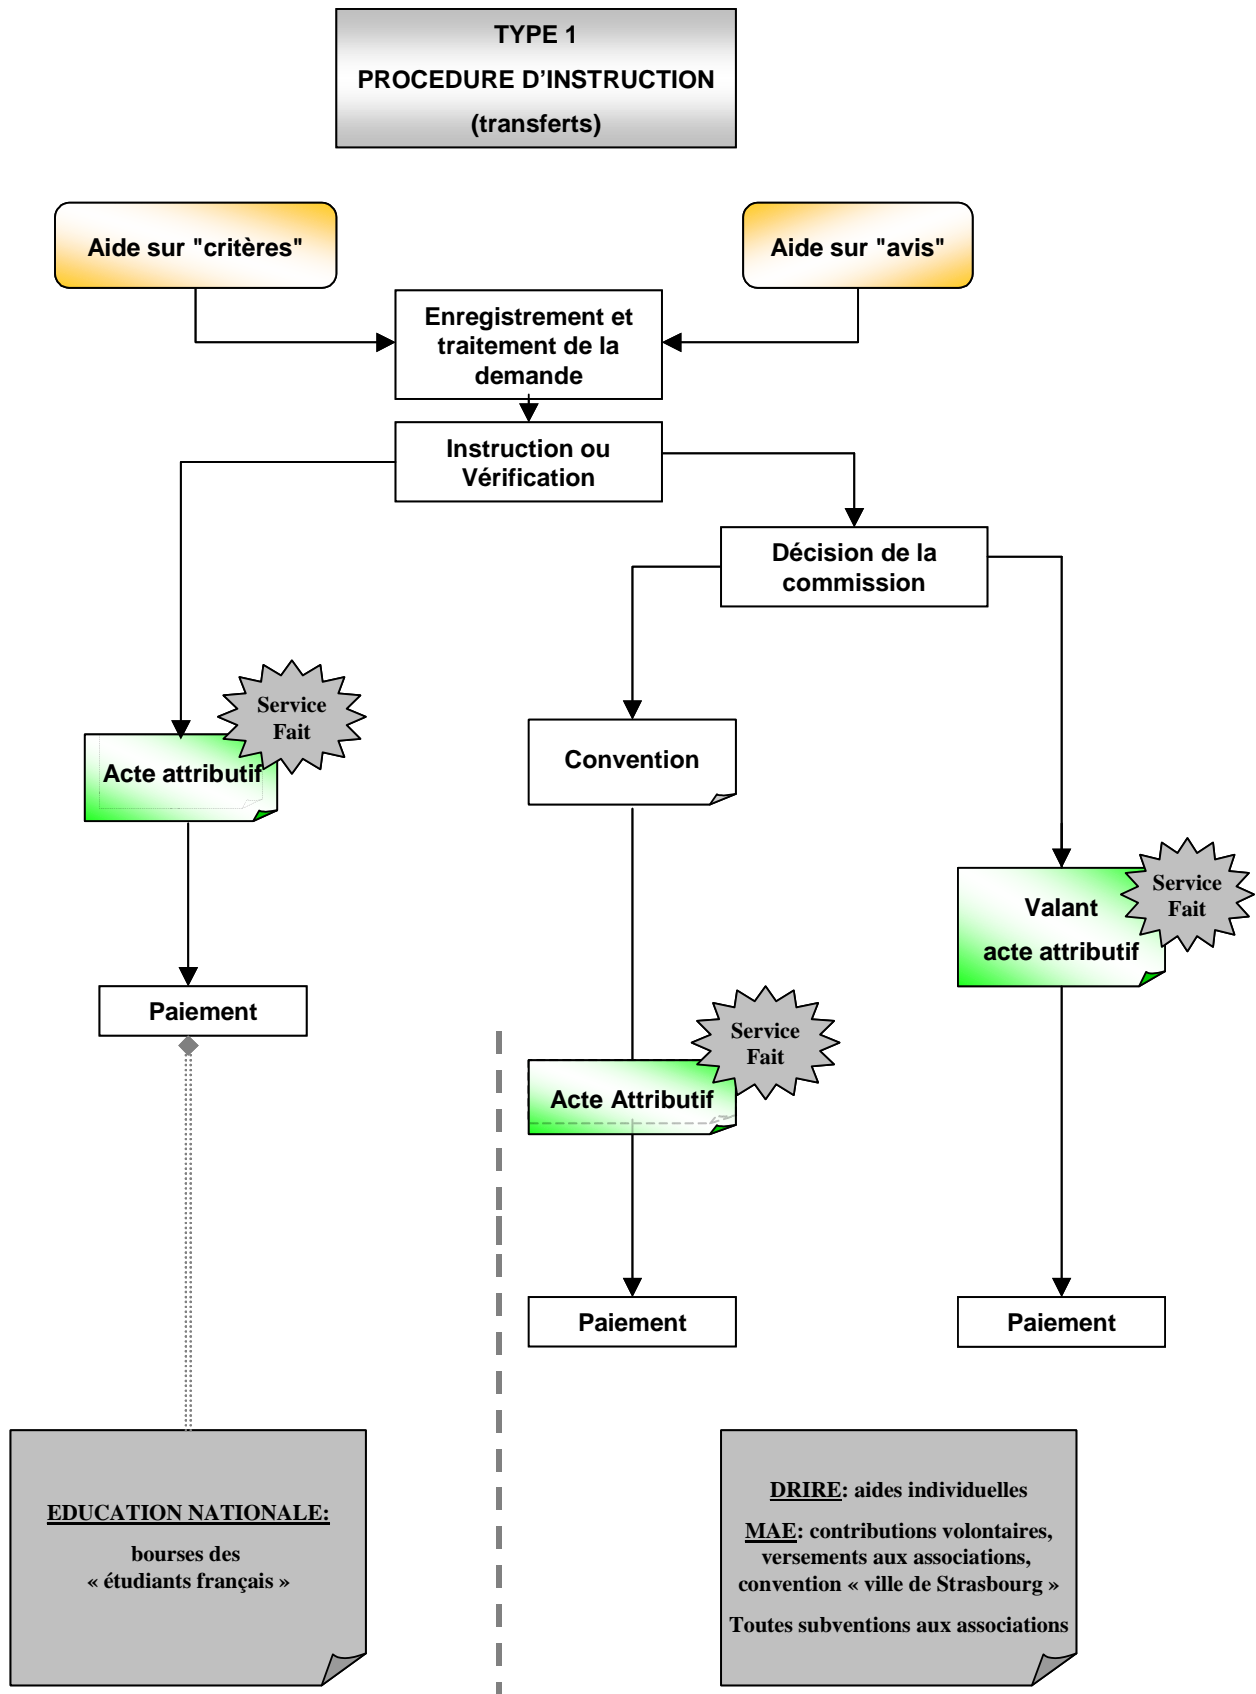 TYPE 1
PROCEDURE D'INSTRUCTION
(transferts)
Aide sur "critères"
Aide sur "avis"
Enregistrement et
traitement de la
demande
Instruction ou
Vérification
Décision de la
commission
Service
Fait
Acte attributif
Convention
Service
Fait
Valant
acte attributif
Paiement
Service
Fait
Acte Attributif
Paiement
Paiement
EDUCATION NATIONALE:
bourses des
« étudiants français »
DRIRE: aides individuelles
MAE: contributions volontaires,
versements aux associations,
convention « ville de Strasbourg »
Toutes subventions aux associations